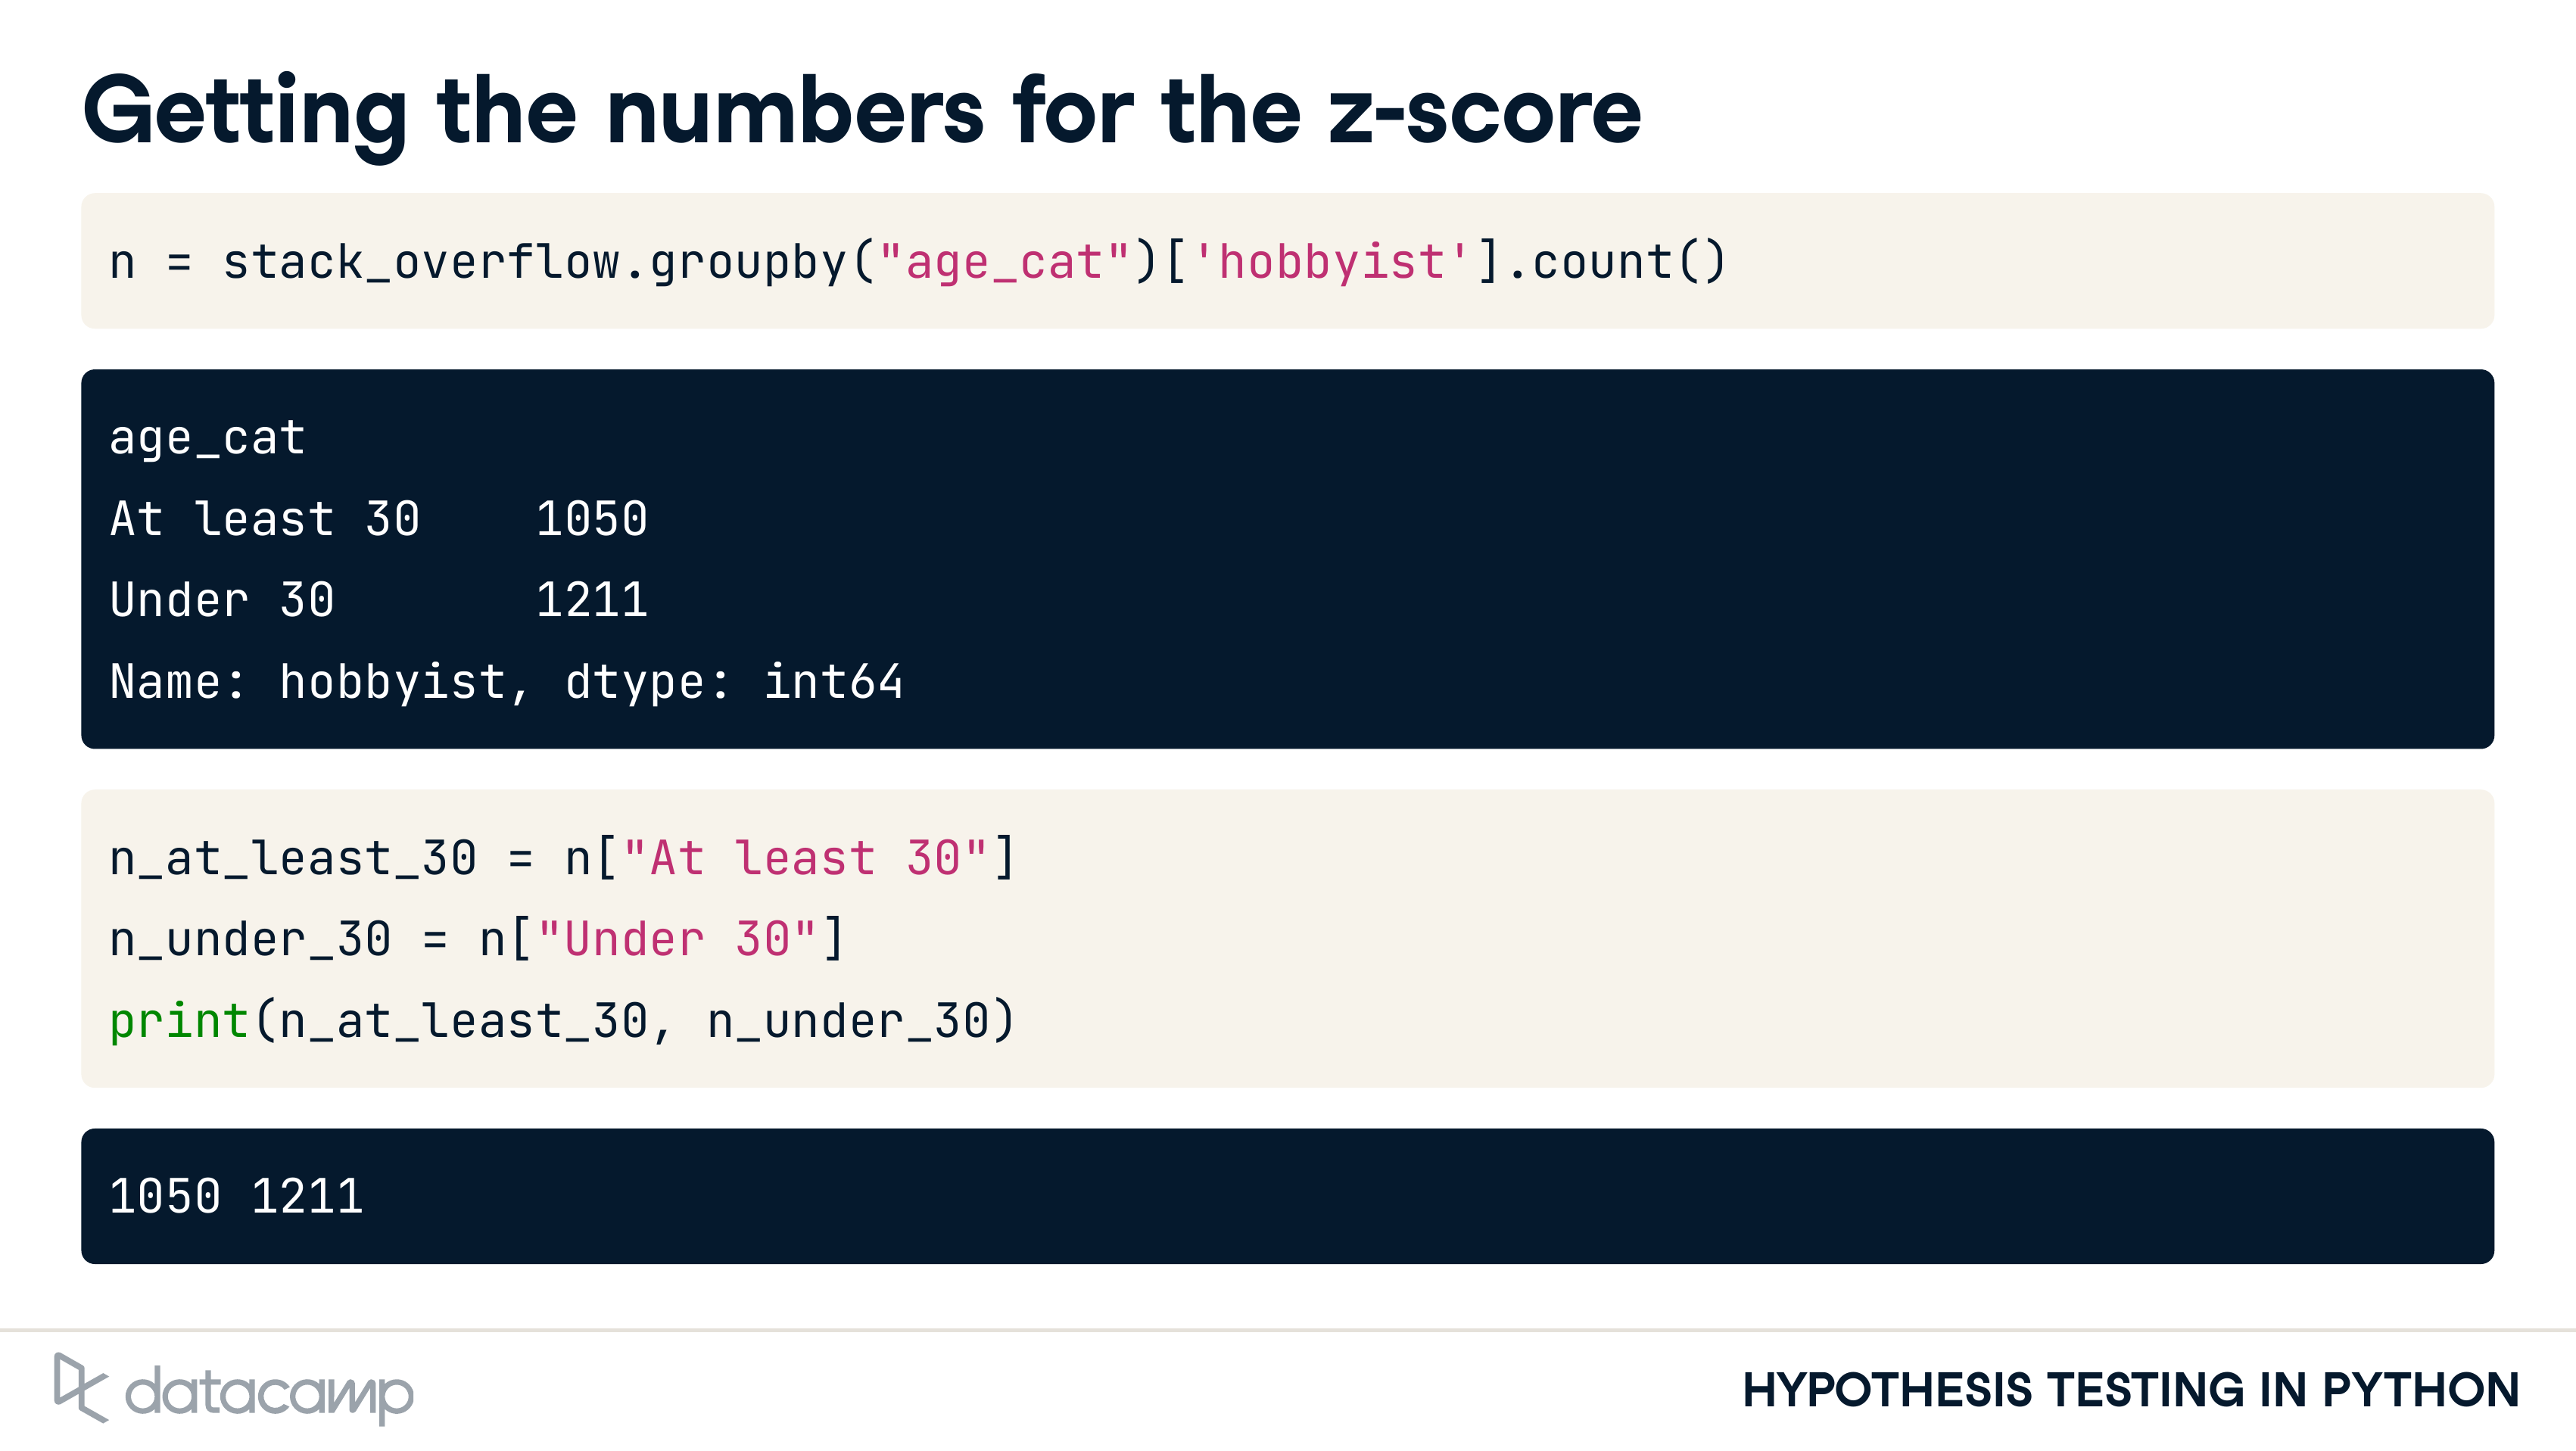 Getting the numbers for the z-score
n = stack_overflow.groupby("age_cat")['hobbyist'].count()
age_cat
At least 30    1050
Under 30       1211
Name: hobbyist, dtype: int64
n_at_least_30 = n["At least 30"]
n_under_30 = n["Under 30"]
print(n_at_least_30, n_under_30)
1050 1211
datacamp
HYPOTHESIS TESTING IN PYTHON